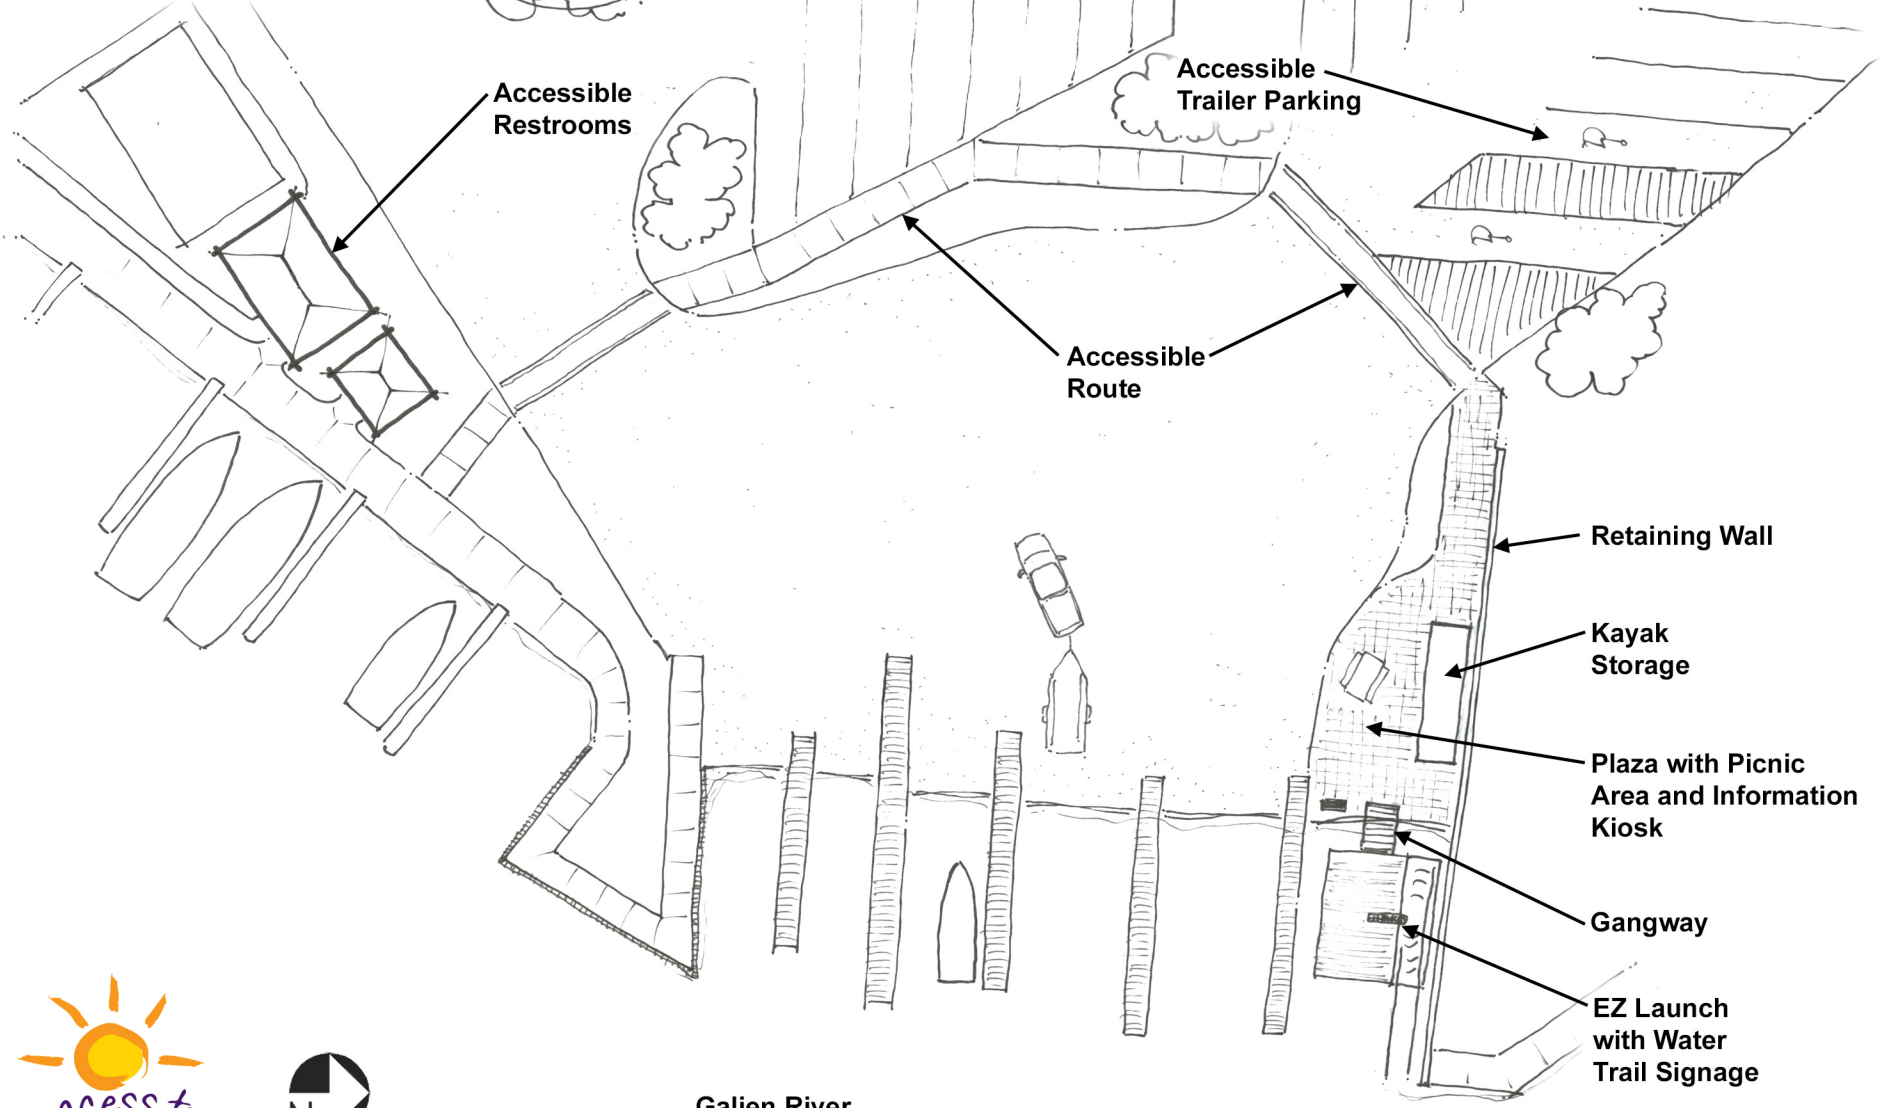 Accessible
Trailer Parking
Accessible
Restrooms
Accessible
Route
Retaining Wall
Kayak
Storage
Plaza with Picnic
Area and Information
Kiosk
Gangway
EZ Launch
with Water
Trail Signage
Galien River